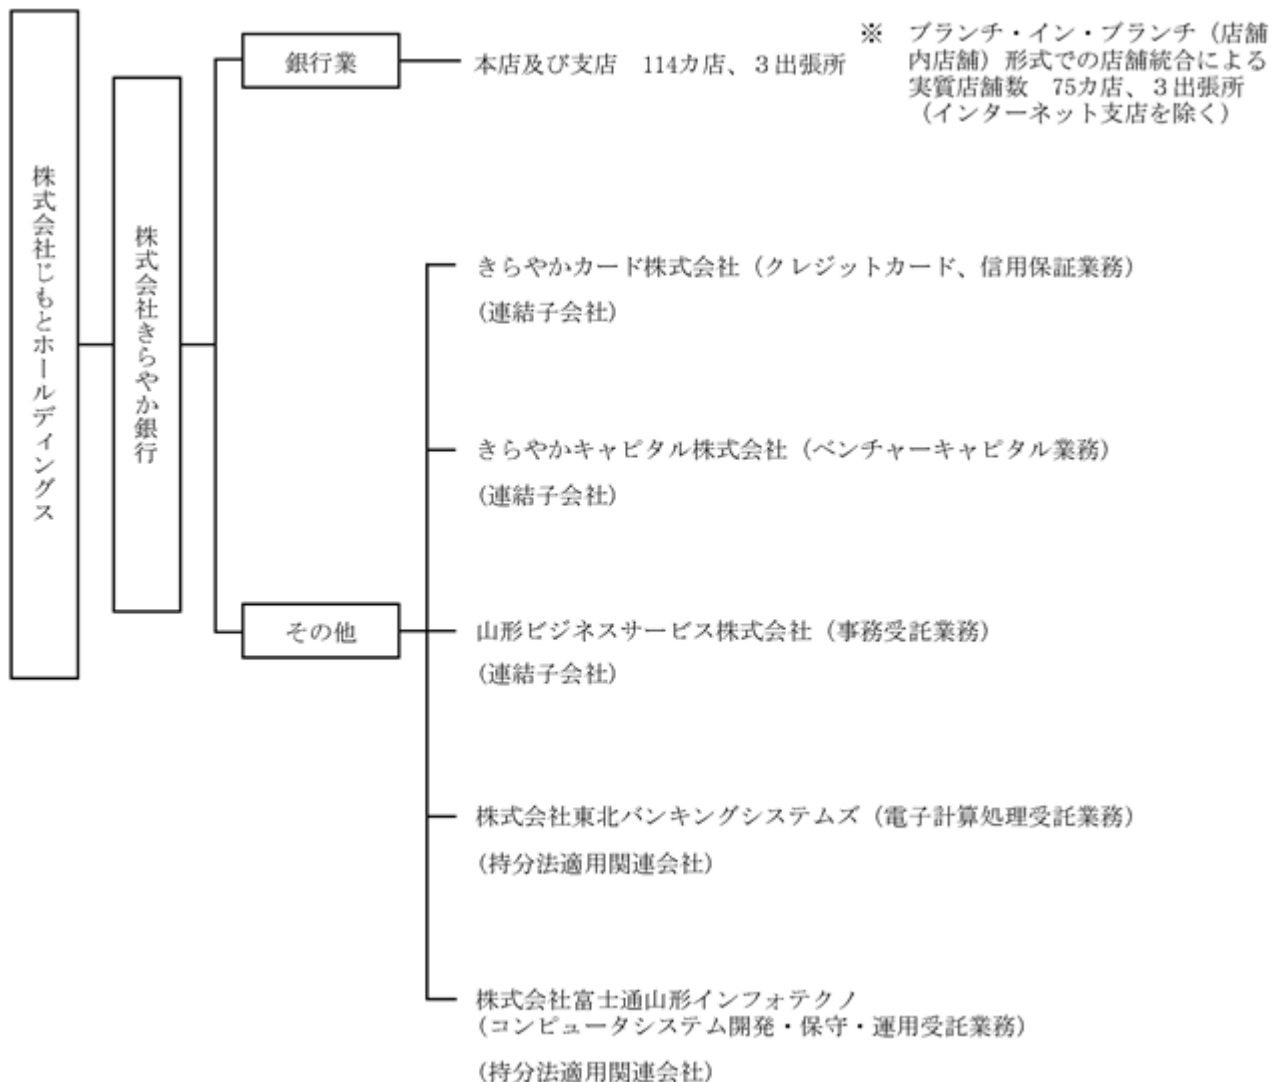 株式会社じもとホールディングス
株式会社きらやか銀行
銀行業
本店及び支店　114カ店、3出張所
※　ブランチ・イン・ブランチ（店舗
内店舗）形式での店舗統合による
実質店舗数　75カ店、3出張所
（インターネット支店を除く）
その他
きらやかカード株式会社（クレジットカード、信用保証業務）
(連結子会社)
きらやかキャピタル株式会社（ベンチャーキャピタル業務）
(連結子会社)
山形ビジネスサービス株式会社（事務受託業務）
(連結子会社)
株式会社東北バンキングシステムズ（電子計算処理受託業務）
(持分法適用関連会社)
株式会社富士通山形インフォテクノ
(コンピュータシステム開発・保守・運用受託業務)
(持分法適用関連会社)